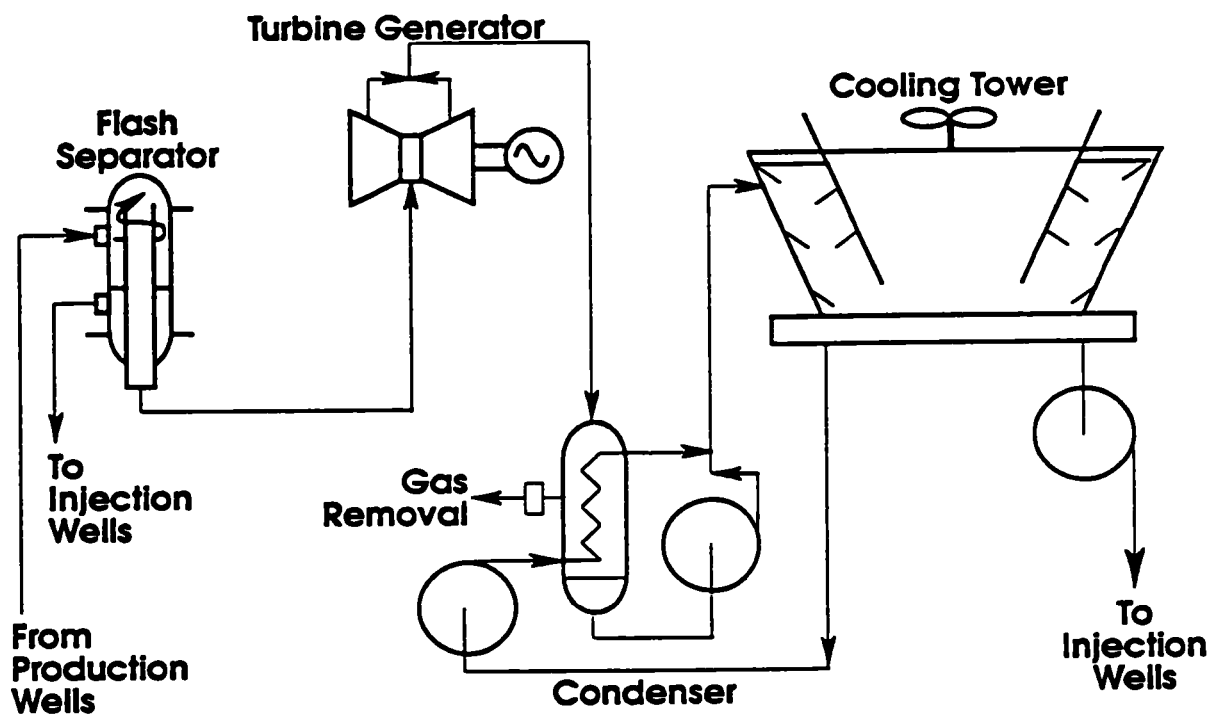 Turbine Generator
Cooling Tower
Flash
Separator
To
Injection
Wells
Gas
Removal
From
Production
Wells
Condenser
To
Injection
Wells